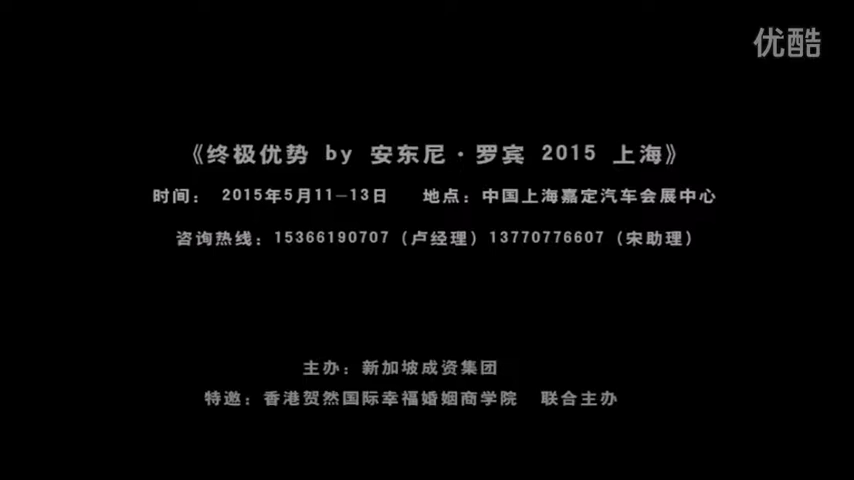 优酷
《终极优势 by 安东尼·罗宾 2015 上海》
时间： 2015年5月11-13日 地点：中国上海嘉定汽车会展中心
咨询热线：15366190707（卢经理）13770776607（宋助理）
主办：新加坡成资集团
特邀：香港贺然国际幸福婚姻商学院 联合主办